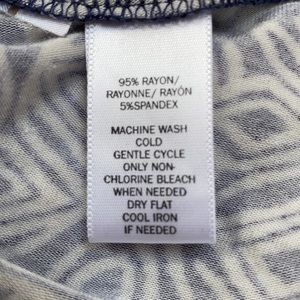 95% RAYON/
RAYONNE/ RAYÓN
5%SPANDEX
MACHINE WASH
COLD
GENTLE CYCLE
ONLY NON-
CHLORINE BLEACH
WHEN NEEDED
DRY FLAT
COOL IRON
IF NEEDED